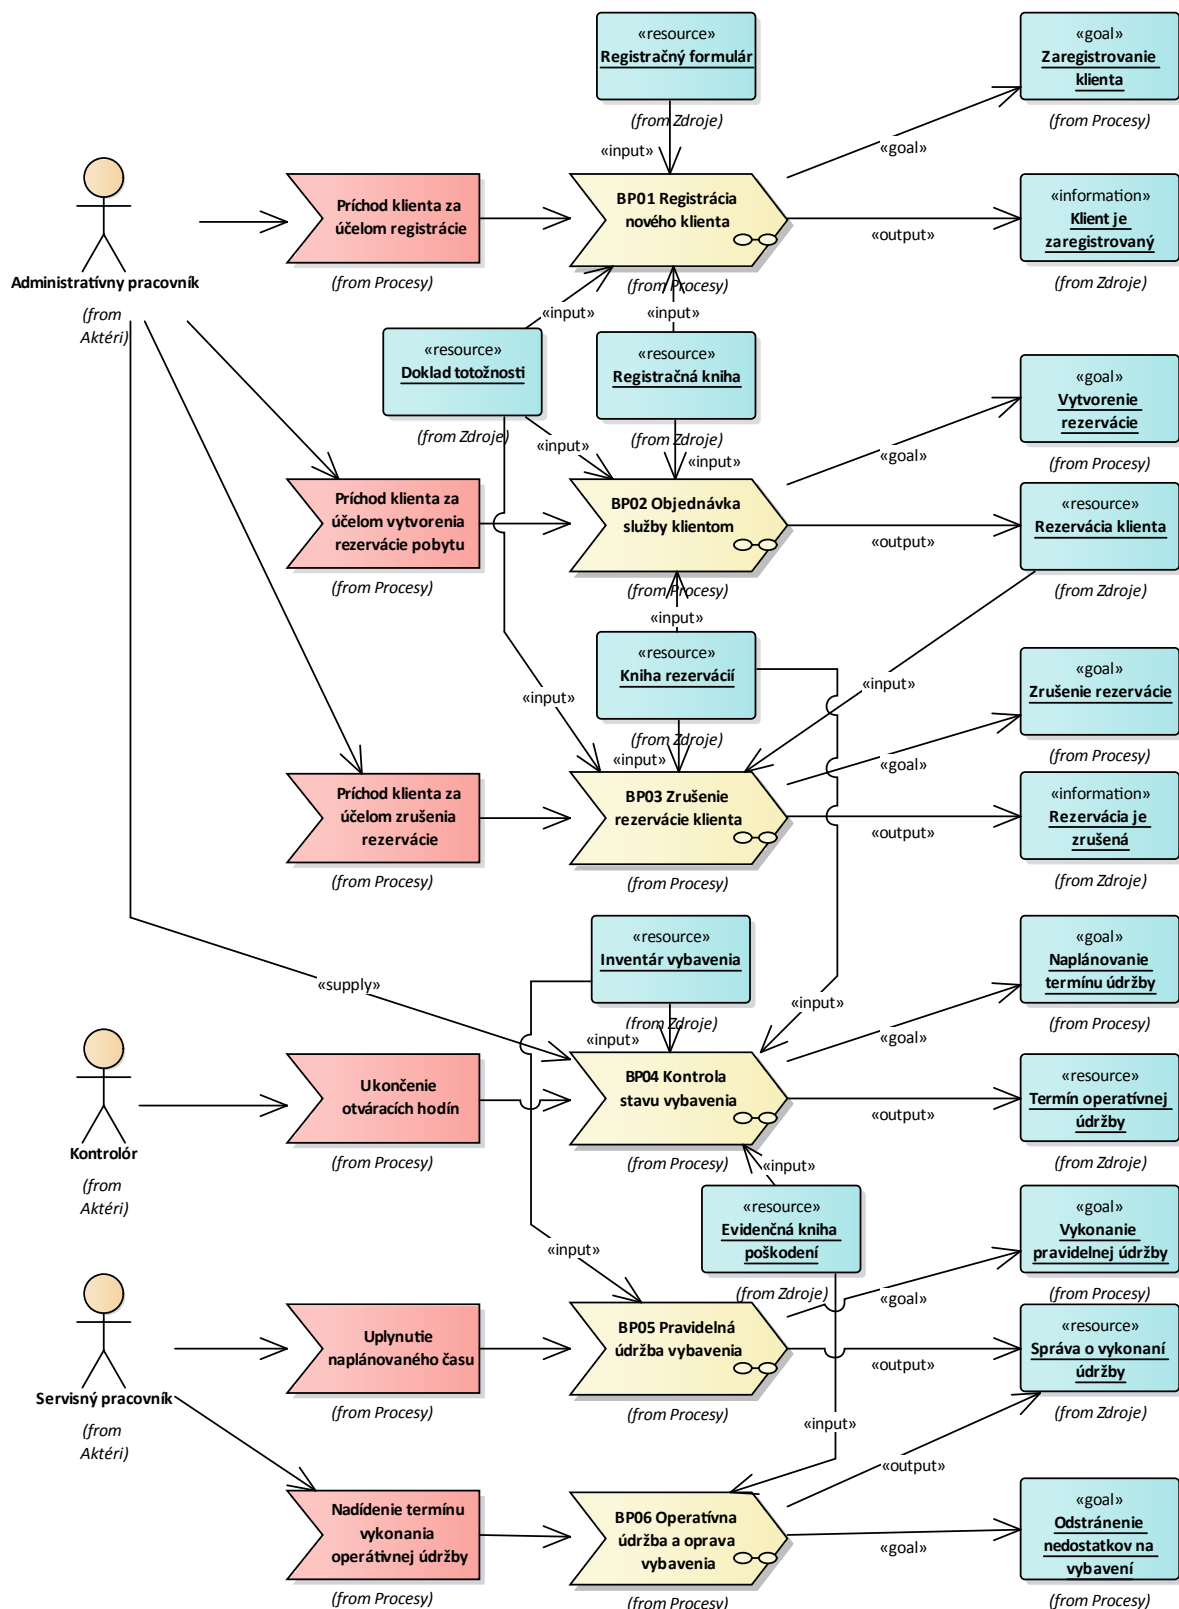 «resource»
Registračný formulár
(from Zdroje)
«goal»
Zaregistrovanie
klienta
(from Procesy)
«input»
«goal»
Administratívny pracovník
(from
Aktéri)
Príchod klienta za
účelom registrácie
(from Procesy)
BP01 Registrácia
nového klienta
(from Procesy)
«output»
«information»
Klient je
zaregistrovaný
(from Zdroje)
«input»
«input»
«resource»
Doklad totožnosti
(from Zdroje)
«resource»
Registračná kniha
(from Zdroje)
«goal»
Vytvorenie
rezervácie
(from Procesy)
«input»
«input»
«goal»
Príchod klienta za
účelom vytvorenia
rezervácie pobytu
(from Procesy)
BP02 Objednávka
služby klientom
(from Procesy)
«output»
«resource»
Rezervácia klienta
(from Zdroje)
«input»
«resource»
Kniha rezervácií
(from Zdroje)
«input»
«input»
«goal»
Zrušenie rezervácie
(from Procesy)
«input»
«goal»
Príchod klienta za
účelom zrušenia
rezervácie
(from Procesy)
BP03 Zrušenie
rezervácie klienta
(from Procesy)
«output»
«information»
Rezervácia je
zrušená
(from Zdroje)
«supply»
«resource»
Inventár vybavenia
(from Zdroje)
«input»
«goal»
Naplánovanie
termínu údržby
(from Procesy)
«input»
«goal»
Kontrolór
(from
Aktéri)
Ukončenie
otváracích hodín
(from Procesy)
BP04 Kontrola
stavu vybavenia
(from Procesy)
«output»
«resource»
Termín operatívnej
údržby
(from Zdroje)
«input»
«resource»
Evidenčná kniha
poškodení
(from Zdroje)
«goal»
Vykonanie
pravidelnej údržby
(from Procesy)
«input»
«goal»
Servisný pracovník
(from
Aktéri)
Uplynutie
naplánovaného času
(from Procesy)
BP05 Pravidelná
údržba vybavenia
(from Procesy)
«output»
«resource»
Správa o vykonaní
údržby
(from Zdroje)
«input»
«output»
Nadídenie termínu
vykonania
operátivnej údržby
(from Procesy)
BP06 Operatívna
údržba a oprava
vybavenia
(from Procesy)
«goal»
«goal»
Odstránenie
nedostatkov na
vybavení
(from Procesy)